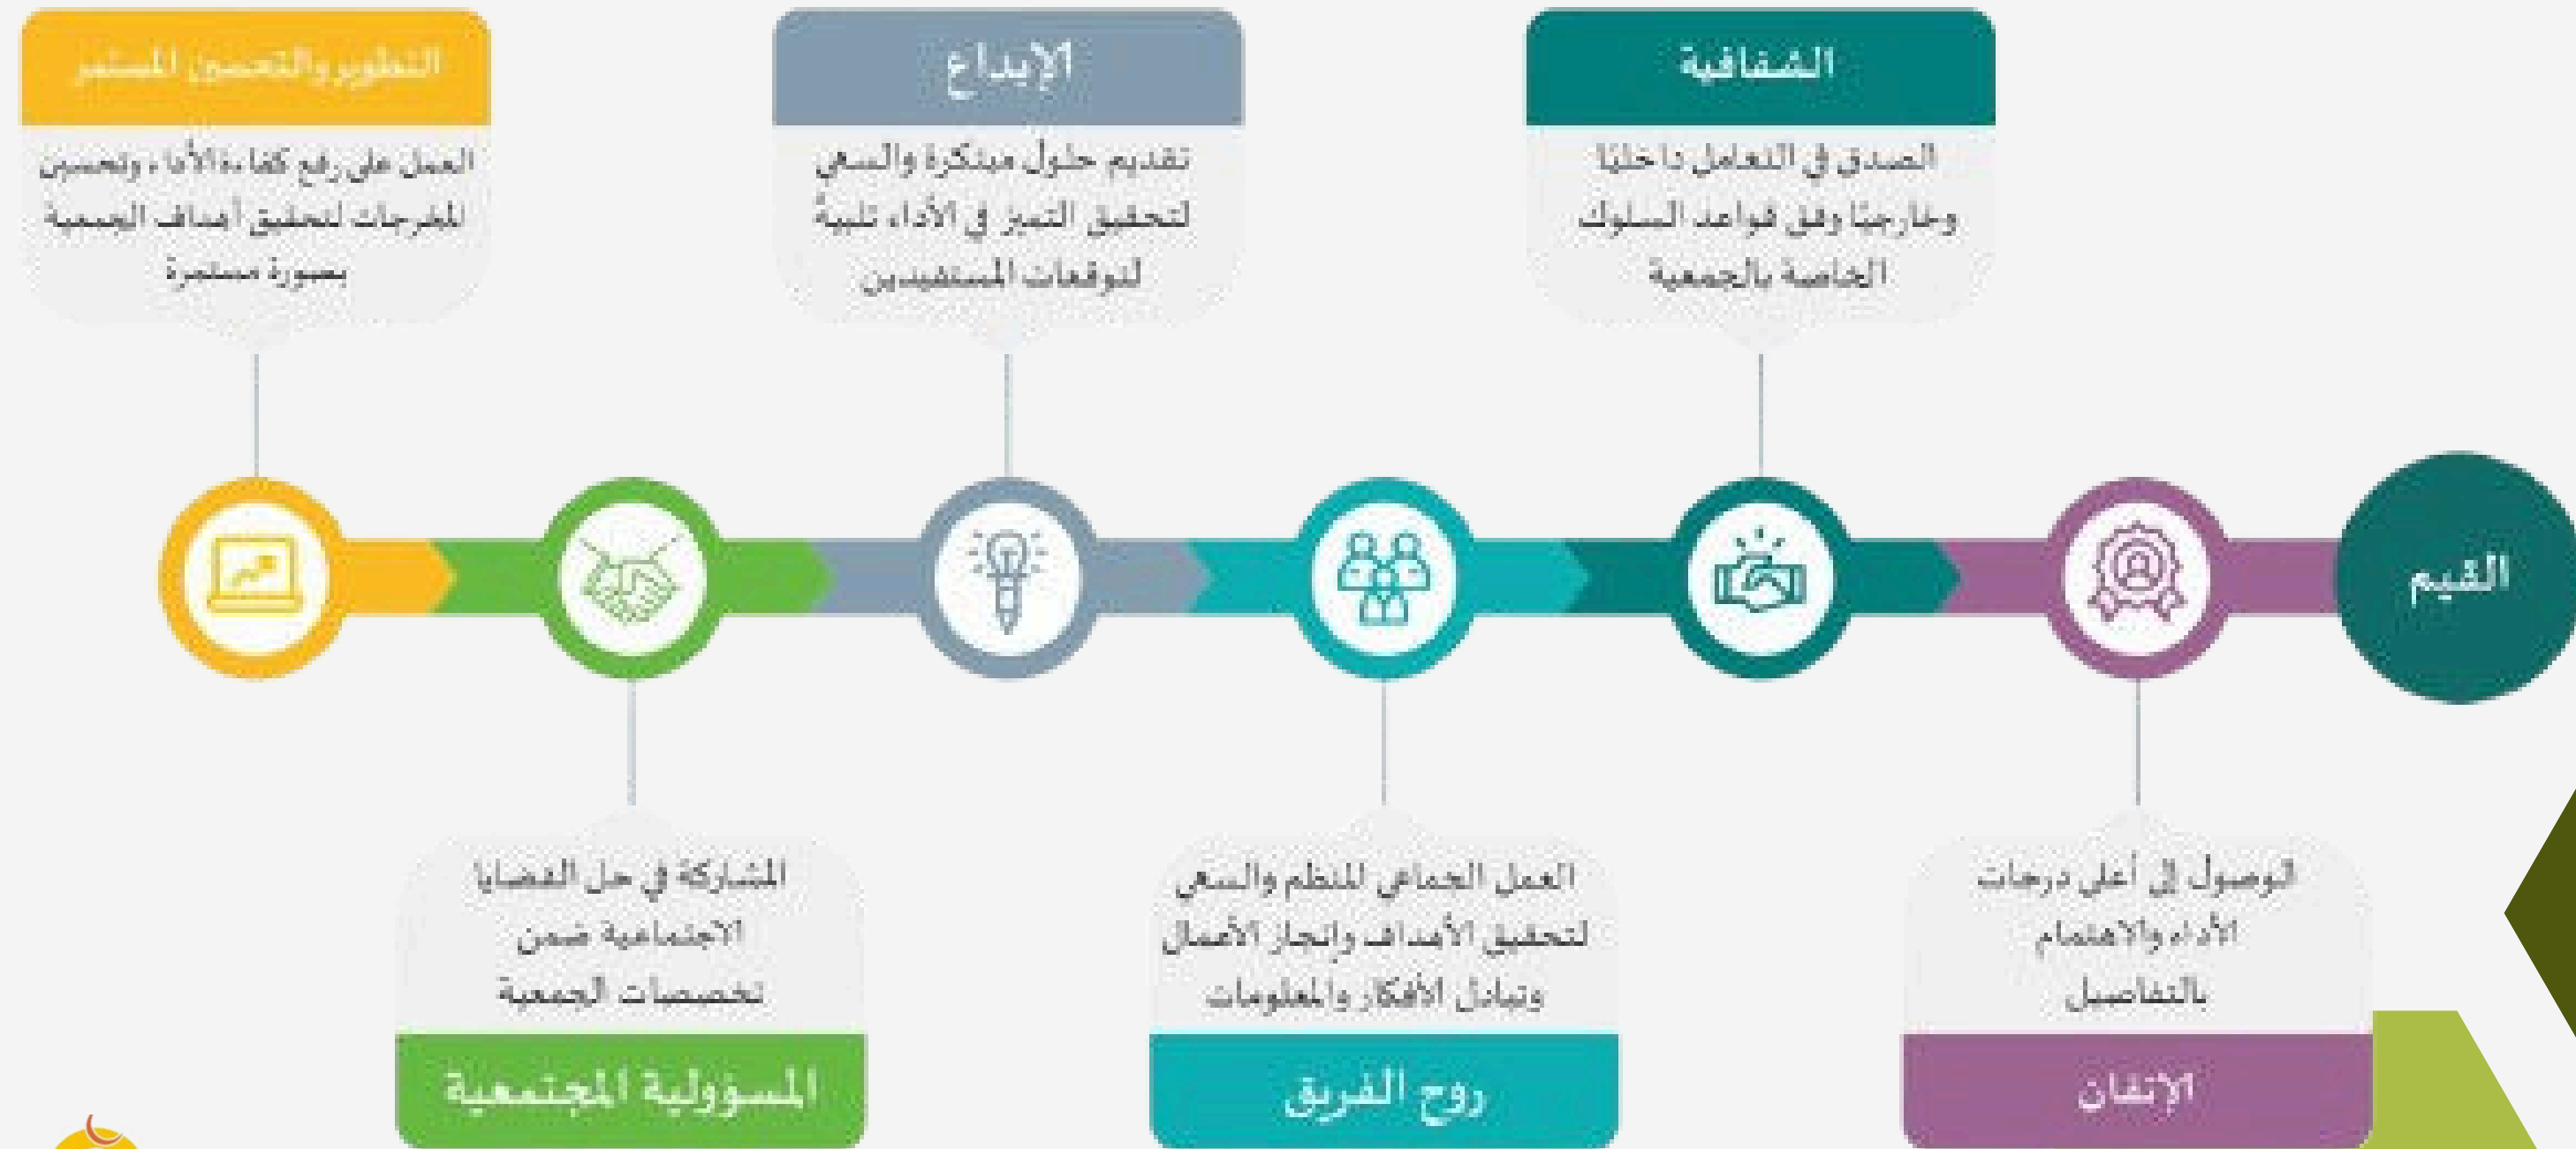 القيم
الوصول إلى أعلى درجات
الأداء والاهتمام
بالتفاصيل
الإتقان
الشفافية
الصدق في التعامل داخليًا
وخارجيًا وفق قواعد السلوك
الخاصة بالجمعية
العمل الجماعي المنظم والسعي
لتحقيق الأهداف وإنجاز الأعمال
وتبادل الأفكار والمعلومات
روح الفريق
الإبداع
تقديم حلول مبتكرة والسعي
لتحقيق التميز في الأداء تلبيةً
لتوقعات المستفيدين
المشاركة في حل القضايا
الاجتماعية ضمن
تخصصات الجمعية
المسؤولية المجتمعية
التطوير والتحسين المستمر
العمل على رفع كفاءة الأداء وتحسين
المخرجات لتحقيق أهداف الجمعية
بصورة مستمرة